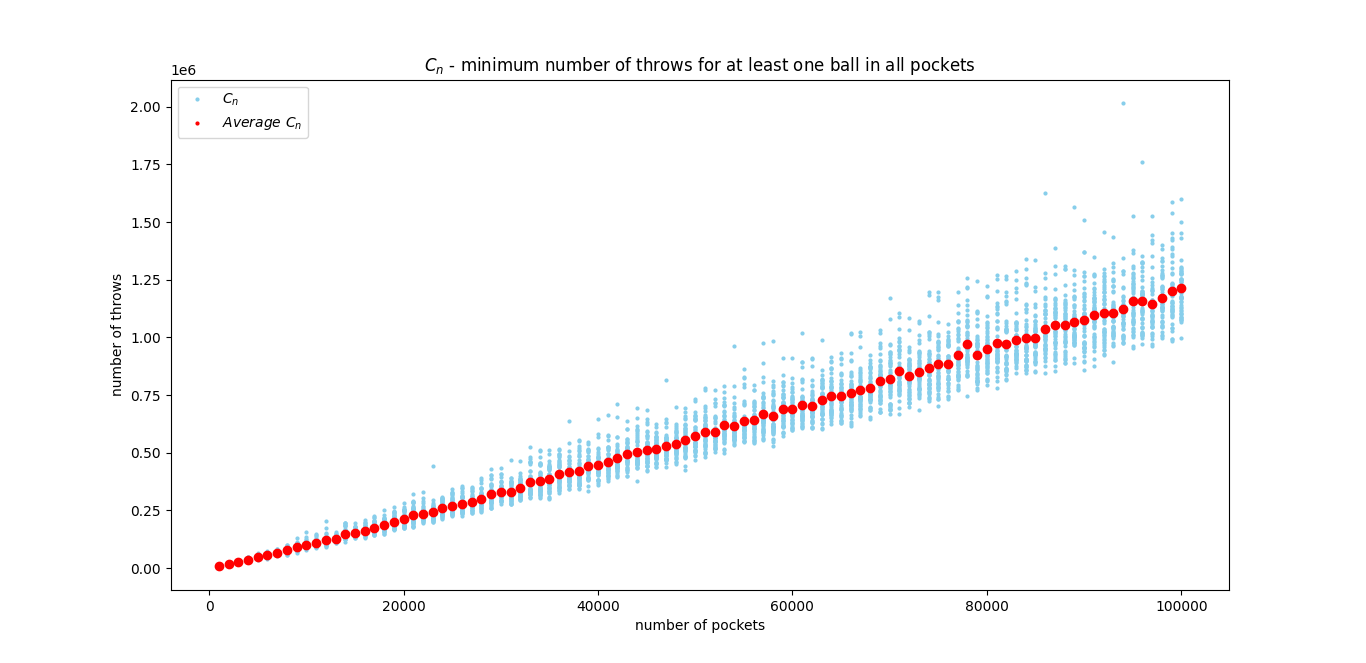 C_n - minimum number of throws for at least one ball in all pockets
1e6
C_n
Average C_n
2.00
1.75
1.50
1.25
1.00
0.75
0.50
0.25
0.00
number of throws
0 20000 40000 60000 80000 100000
number of pockets